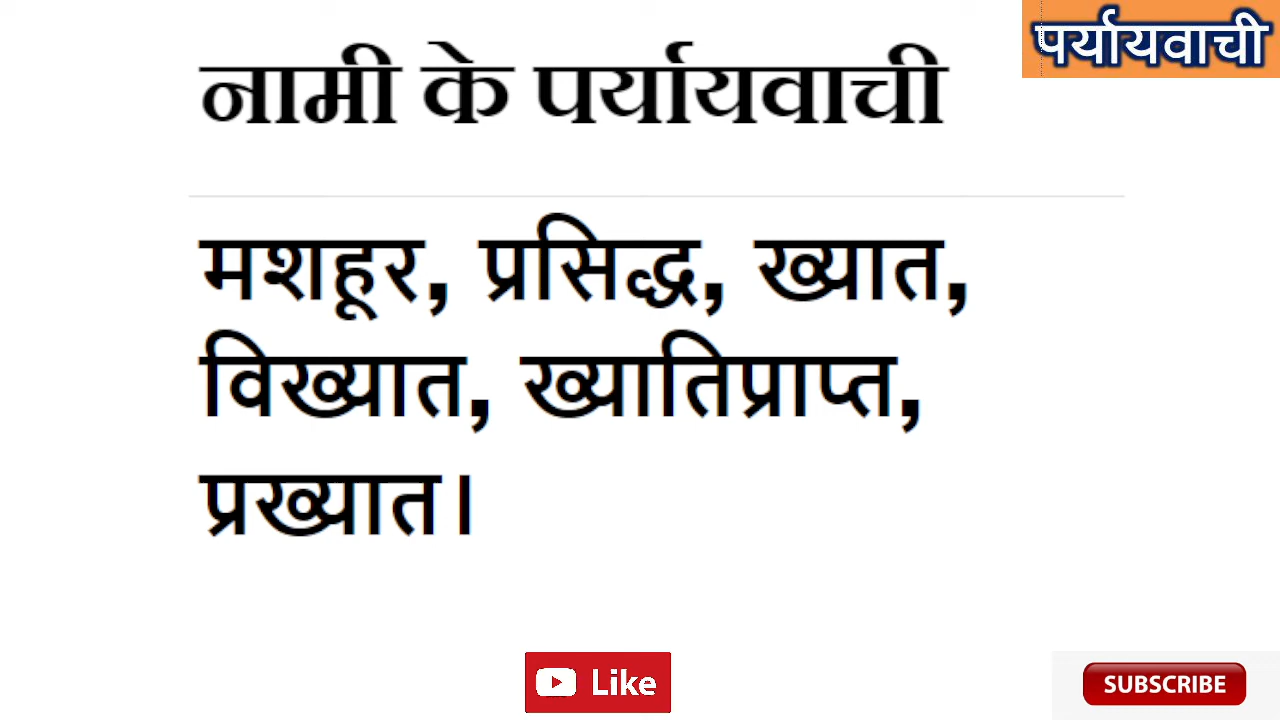 पर्यायवाची
नामी के पर्यायवाची
मशहूर, प्रसिद्ध, ख्यात,
विख्यात, ख्यातिप्राप्त,
प्रख्यात।
Like
SUBSCRIBE